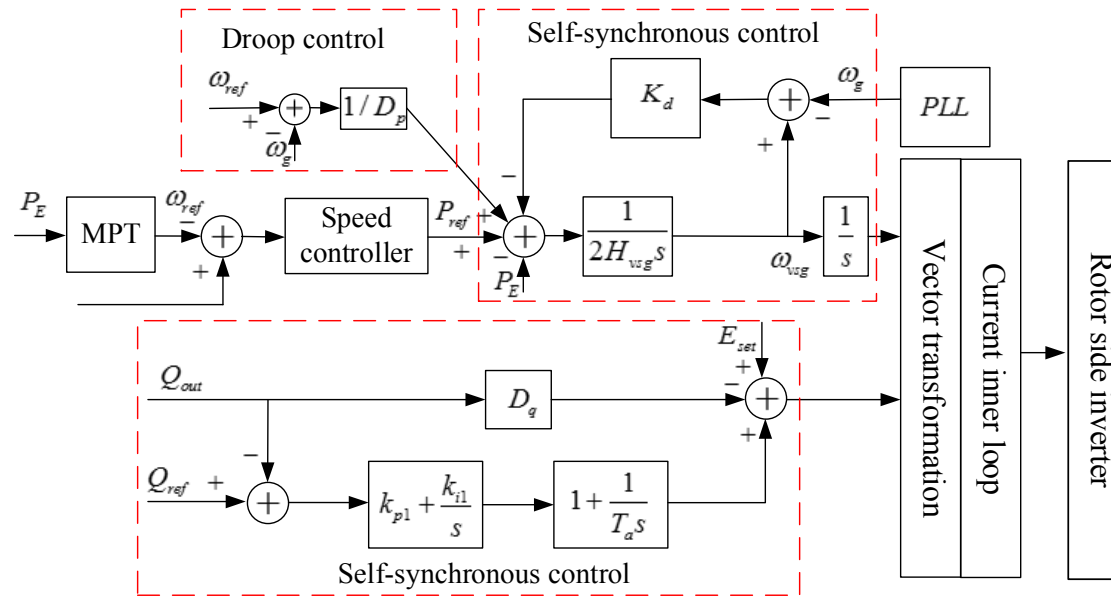 Droop control
ω_ref
+
−
ω_g
1/D_p
Self-synchronous control
K_d
ω_g
+
−
PLL
−
P_E
MPT
ω_ref
−
+
Speed
controller
P_ref
+
+
−
P_E
1
2H_vsg s
ω_vsg
1
s
E_set
+
−
+
Q_out
D_q
−
Q_ref
+
k_p1 + k_i1
s
1 + 1
T_a s
Self-synchronous control
Vector transformation
Current inner loop
Rotor side inverter